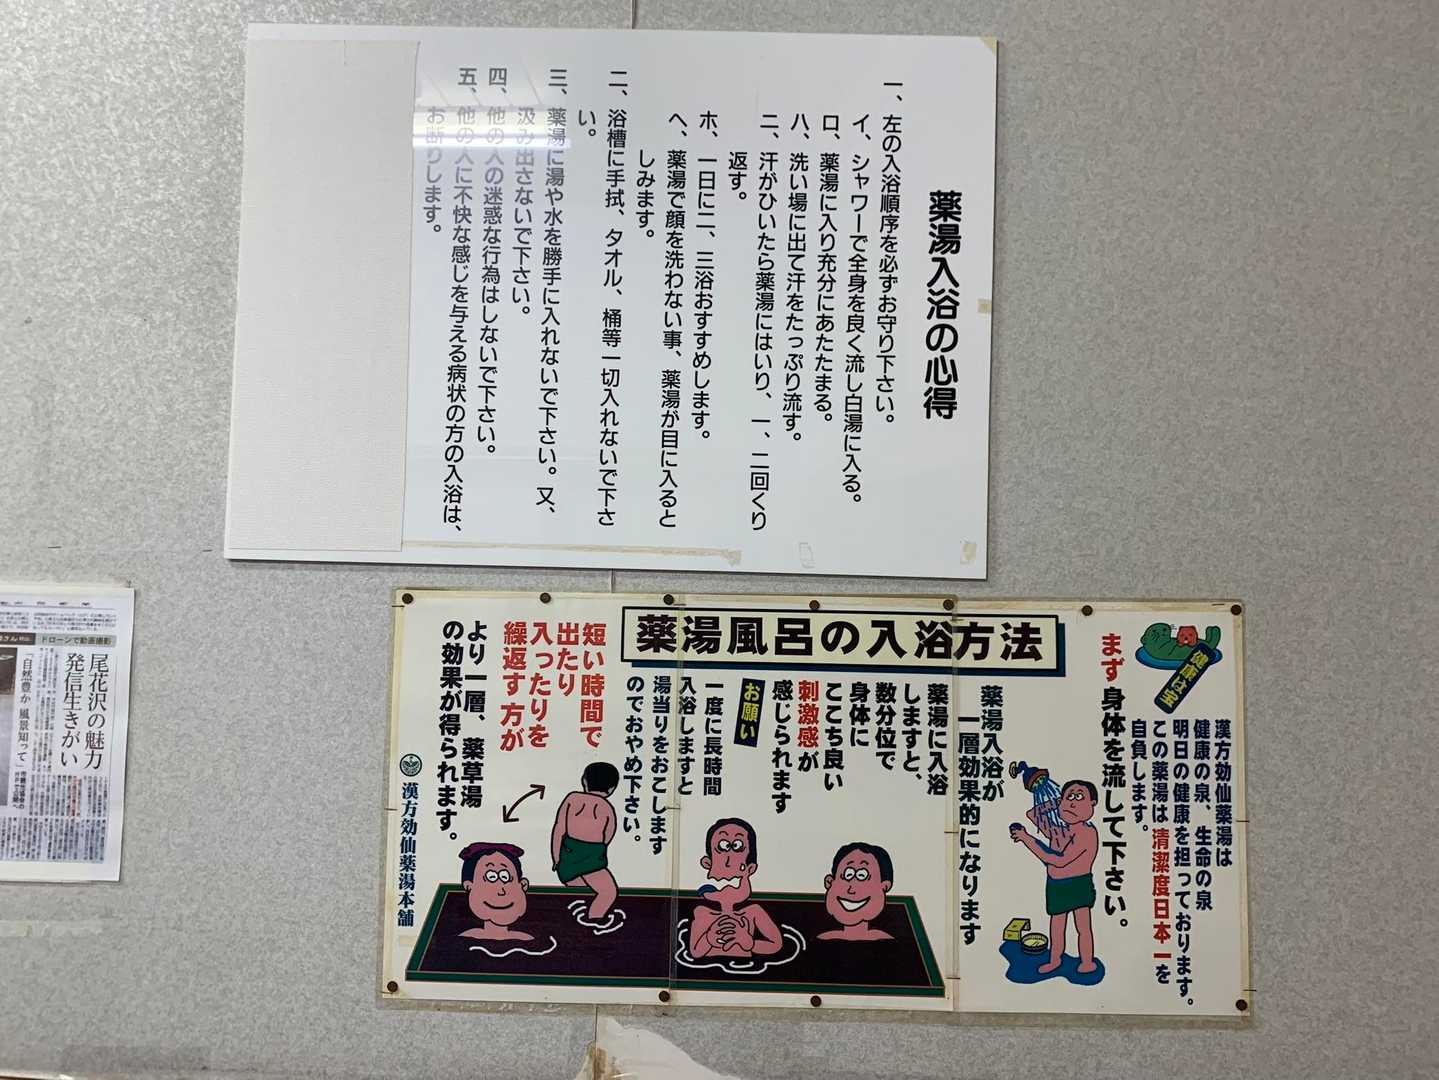 薬湯入浴の心得
一、左の入浴順序を必ずお守り下さい。
イ、シャワーで全身を良く流し白湯に入る。
ロ、薬湯に入り充分にあたたまる。
ハ、洗い場に出て汗をたっぷり流す。
ニ、汗がひいたら薬湯にはいり、一、二回くり
返す。
ホ、一日に二、三浴おすすめします。
ヘ、薬湯で顔を洗わない事、薬湯が目に入ると
しみます。
二、浴槽に手拭、タオル、桶等一切入れないで下さ
い。
三、薬湯に湯や水を勝手に入れないで下さい。又、
汲み出さないで下さい。
四、他の人の迷惑な行為はしないで下さい。
五、他の人に不快な感じを与える病状の方の入浴は、
お断りします。
薬湯風呂の入浴方法
健康は宝
漢方効仙薬湯は
健康の泉、生命の泉
明日の健康を担っております。
この薬湯は清潔度日本一を
自負します。
まず身体を流して下さい。
薬湯入浴が
一層効果的になります
薬湯に入浴
しますと、
数分位で
身体に
ここち良い
刺激感が
感じられます
お願い
一度に長時間
入浴しますと
湯当りをおこします
のでおやめ下さい。
短い時間で
出たり
入ったりを
繰返す方が
より一層、薬草湯
の効果が得られます。
漢方効仙薬湯本舗
ドローンで動画撮影
尾花沢の魅力
発信生きがい
「自然豊か 風景知って」